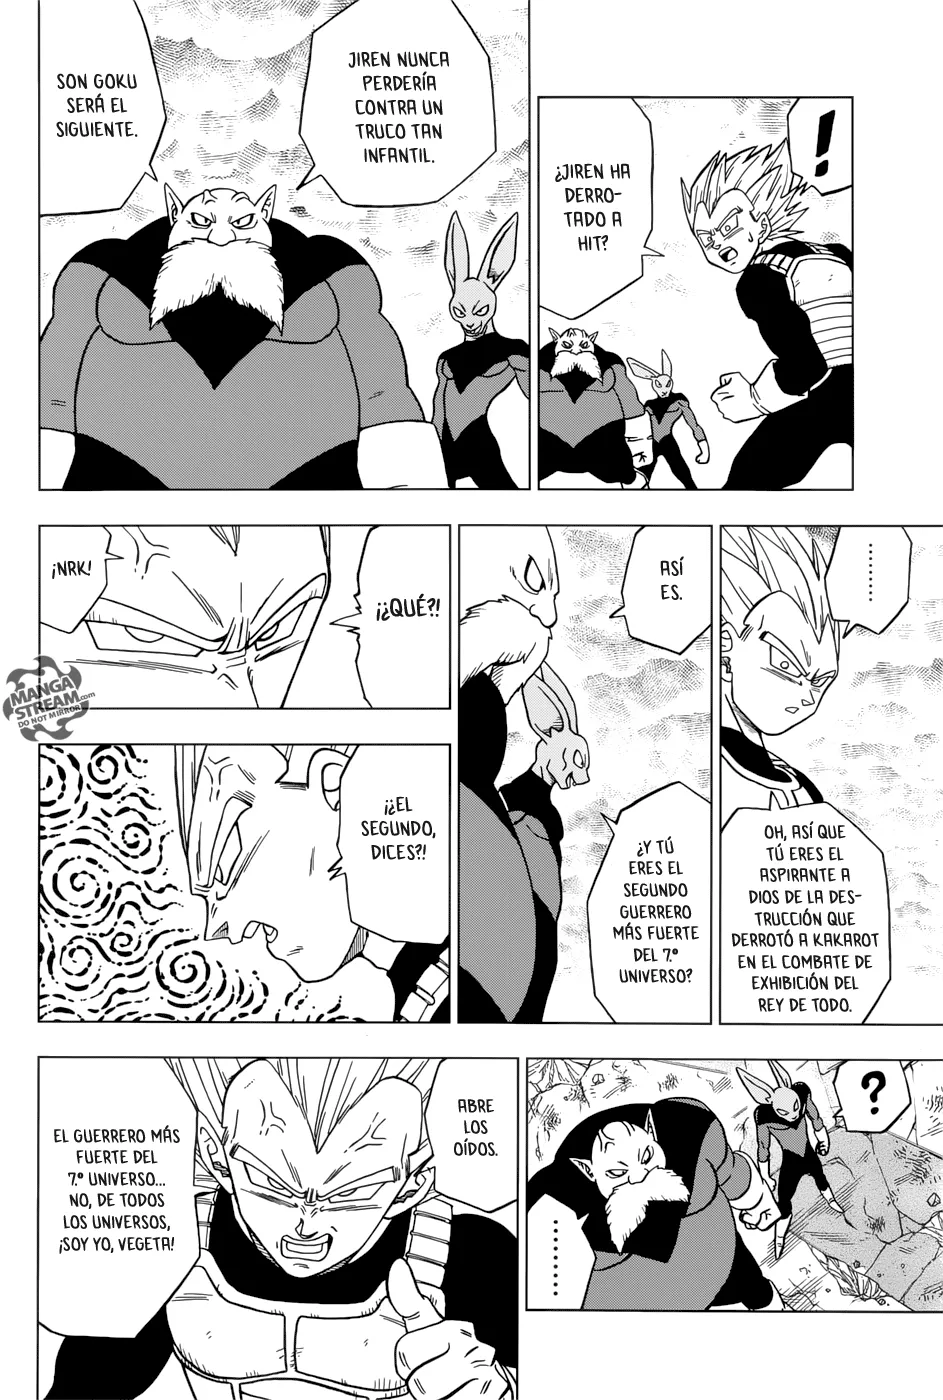 !
¿JIREN HA
DERRO-
TADO A
HIT?
JIREN NUNCA
PERDERÍA
CONTRA UN
TRUCO TAN
INFANTIL.
SON GOKU
SERÁ EL
SIGUIENTE.
........
OH, ASÍ QUE
TÚ ERES EL
ASPIRANTE A
DIOS DE LA DES-
TRUCCIÓN QUE
DERROTÓ A KAKAROT
EN EL COMBATE DE
EXHIBICIÓN DEL
REY DE TODO.
ASÍ
ES.
¿Y TÚ
ERES EL
SEGUNDO
GUERRERO
MÁS FUERTE
DEL 7.º
UNIVERSO?
¡¿QUÉ?!
¡NRK!
MANGA
STREAM.com
DO NOT MIRROR!
¡¿EL
SEGUNDO,
DICES?!
?
........
ABRE
LOS
OÍDOS.
EL GUERRERO MÁS
FUERTE DEL
7.º UNIVERSO...
NO, DE TODOS
LOS UNIVERSOS,
¡SOY YO, VEGETA!